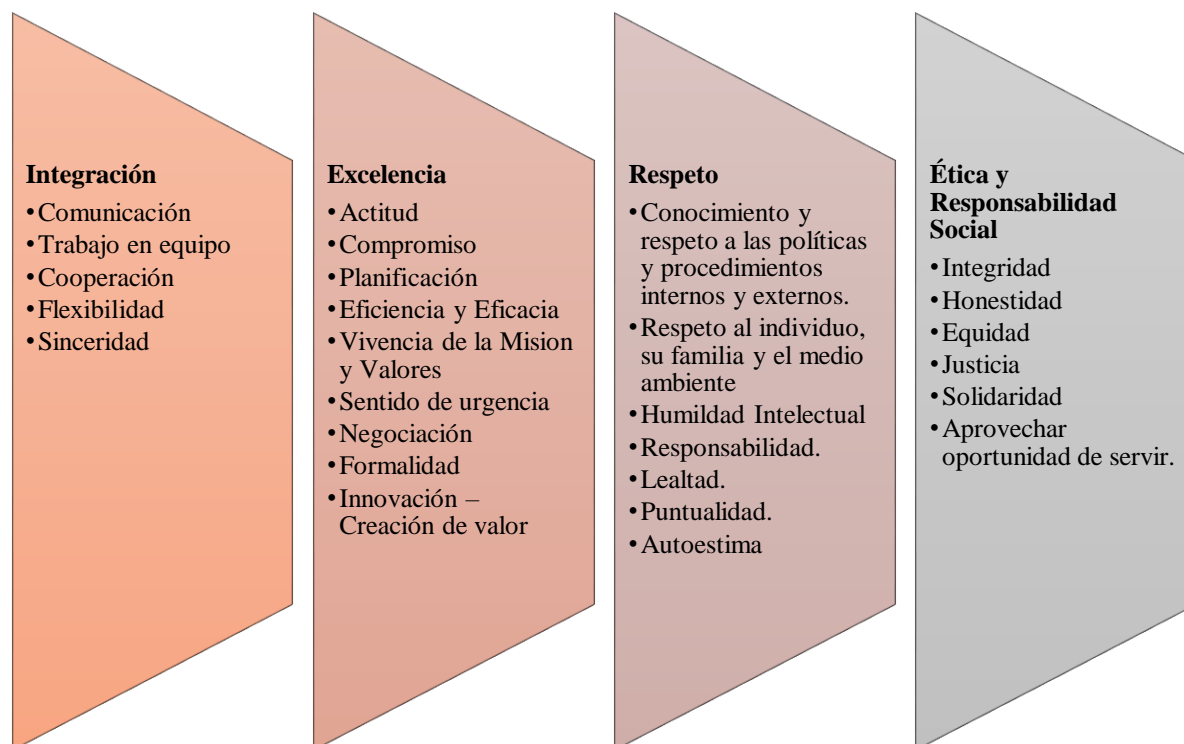 Integración
•Comunicación
•Trabajo en equipo
•Cooperación
•Flexibilidad
•Sinceridad
Excelencia
•Actitud
•Compromiso
•Planificación
•Eficiencia y Eficacia
•Vivencia de la Mision
y Valores
•Sentido de urgencia
•Negociación
•Formalidad
•Innovación –
Creación de valor
Respeto
•Conocimiento y
respeto a las políticas
y procedimientos
internos y externos.
•Respeto al individuo,
su familia y el medio
ambiente
•Humildad Intelectual
•Responsabilidad.
•Lealtad.
•Puntualidad.
•Autoestima
Ética y
Responsabilidad
Social
•Integridad
•Honestidad
•Equidad
•Justicia
•Solidaridad
•Aprovechar
oportunidad de servir.